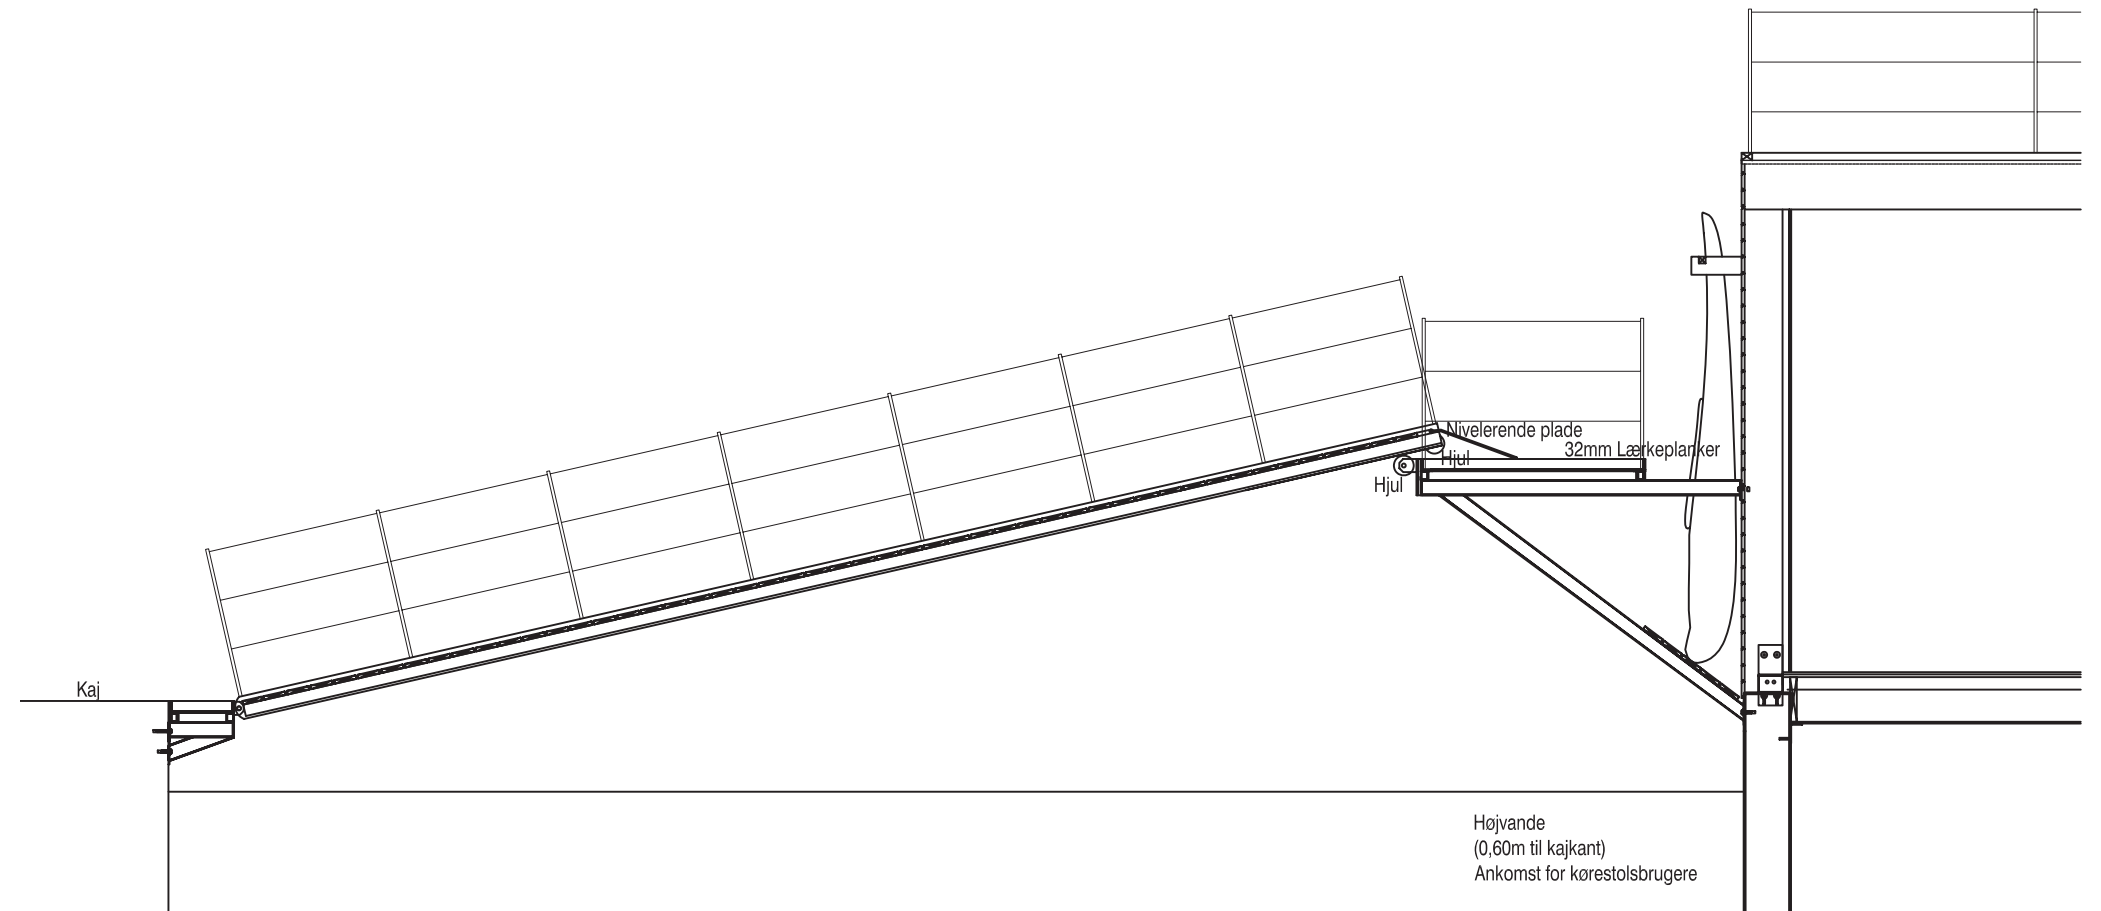 Nivelerende plade
32mm Lærkeplanker
Hjul
Hjul
Kaj
Højvande
(0,60m til kajkant)
Ankomst for kørestolsbrugere